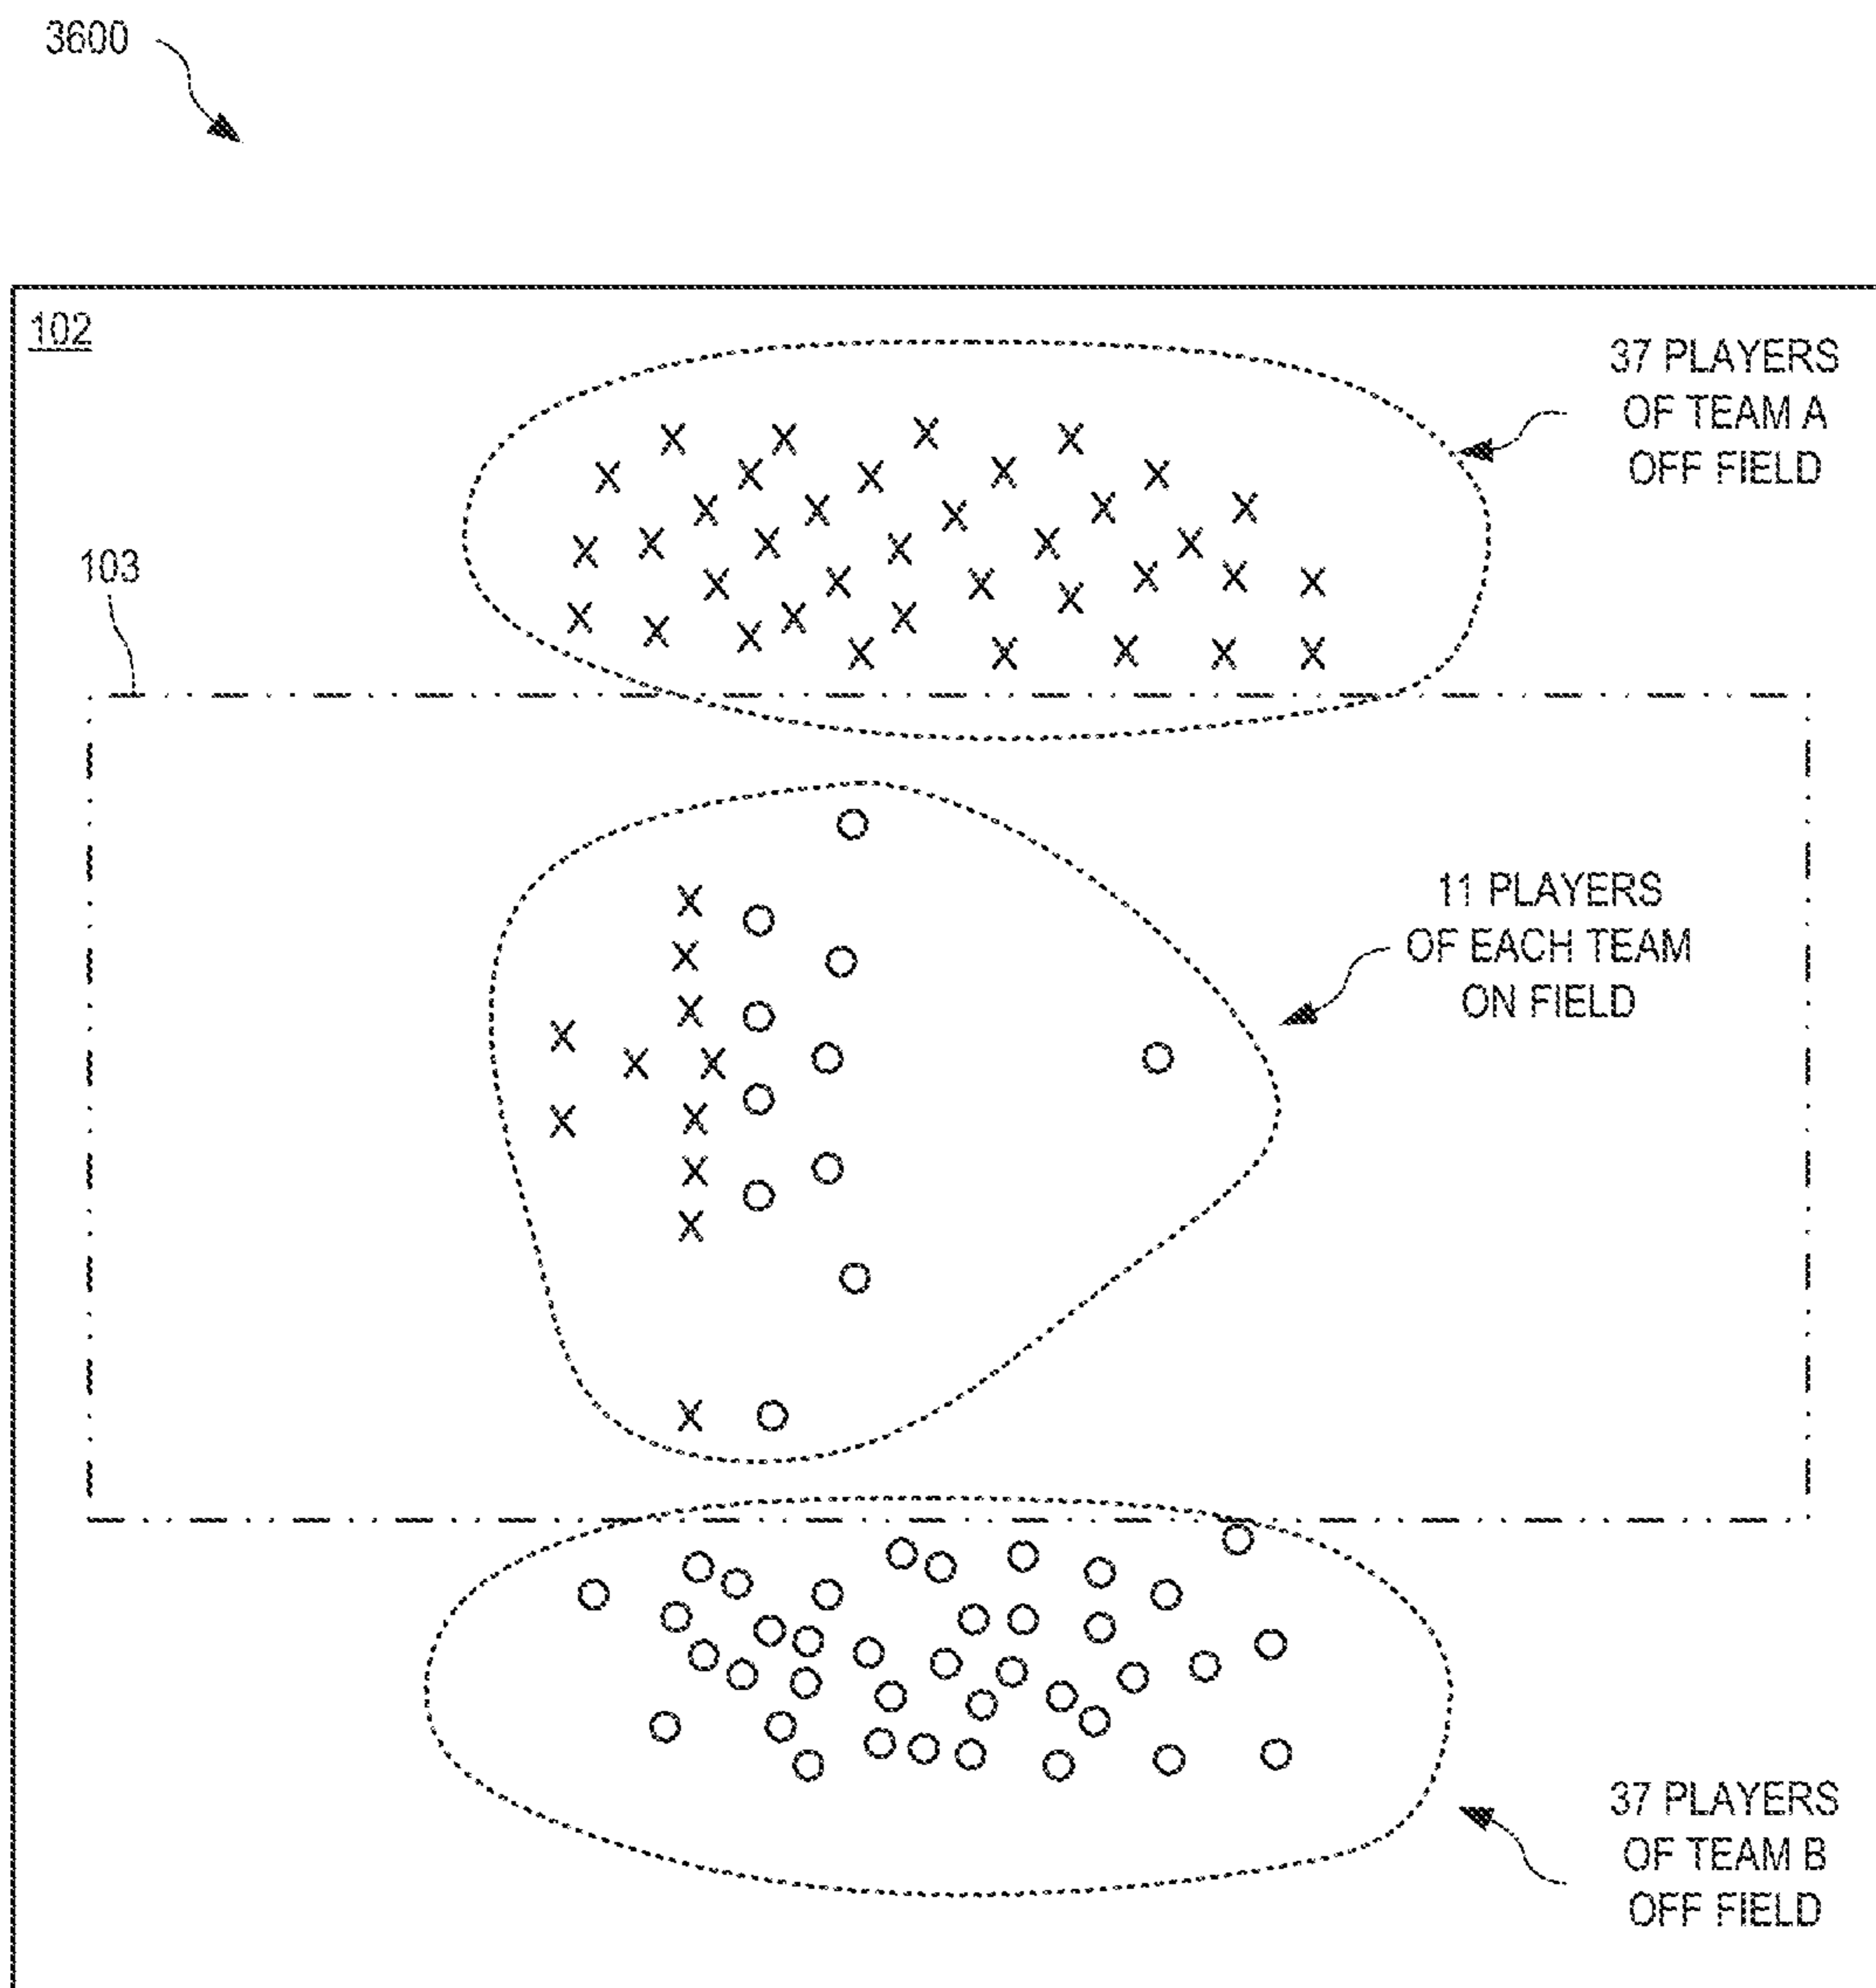 3600
102
37 PLAYERS
OF TEAM A
OFF FIELD
103
11 PLAYERS
OF EACH TEAM
ON FIELD
37 PLAYERS
OF TEAM B
OFF FIELD